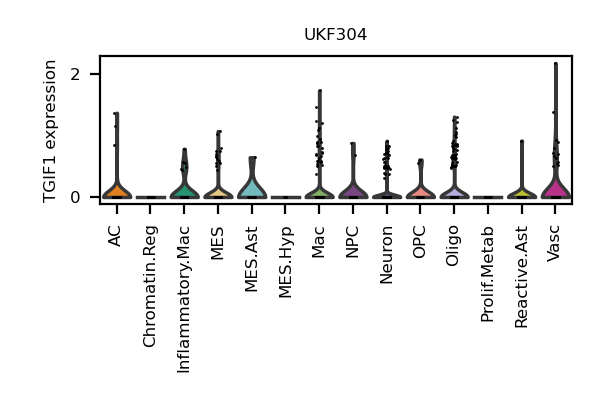 UKF304
TGIF1 expression
2
0
AC
Chromatin.Reg
Inflammatory.Mac
MES
MES.Ast
MES.Hyp
Mac
NPC
Neuron
OPC
Oligo
Prolif.Metab
Reactive.Ast
Vasc